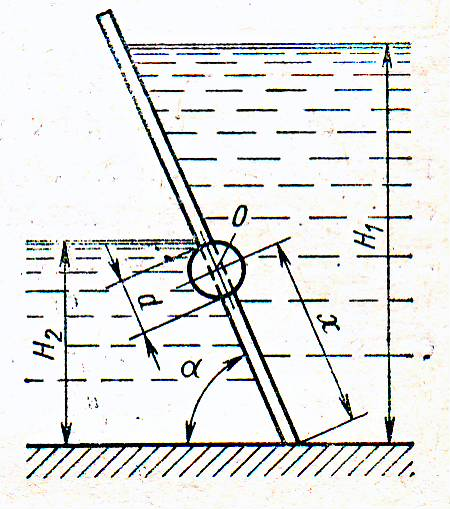 O
H₁
d
H₂
x
α